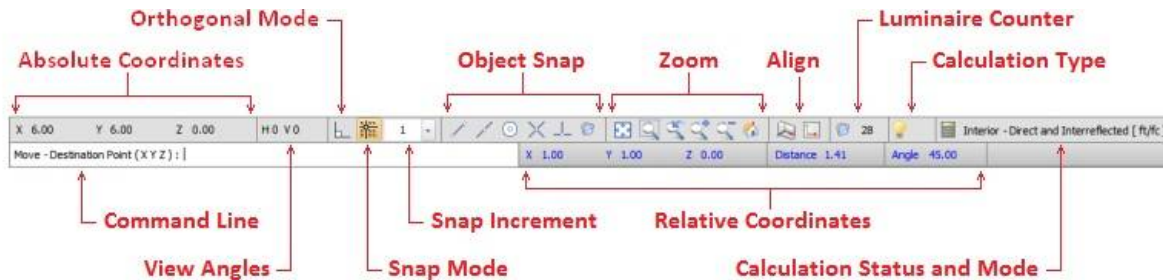 Orthogonal Mode
Luminaire Counter
Absolute Coordinates
Object Snap
Zoom
Align
Calculation Type
X 6.00 Y 6.00 Z 0.00 H 0 V 0 1 28 Interior - Direct and Interreflected [ ft/fc
Move - Destination Point ( X Y Z ) : X 1.00 Y 1.00 Z 0.00 Distance 1.41 Angle 45.00
Command Line
Snap Increment
Relative Coordinates
View Angles
Snap Mode
Calculation Status and Mode